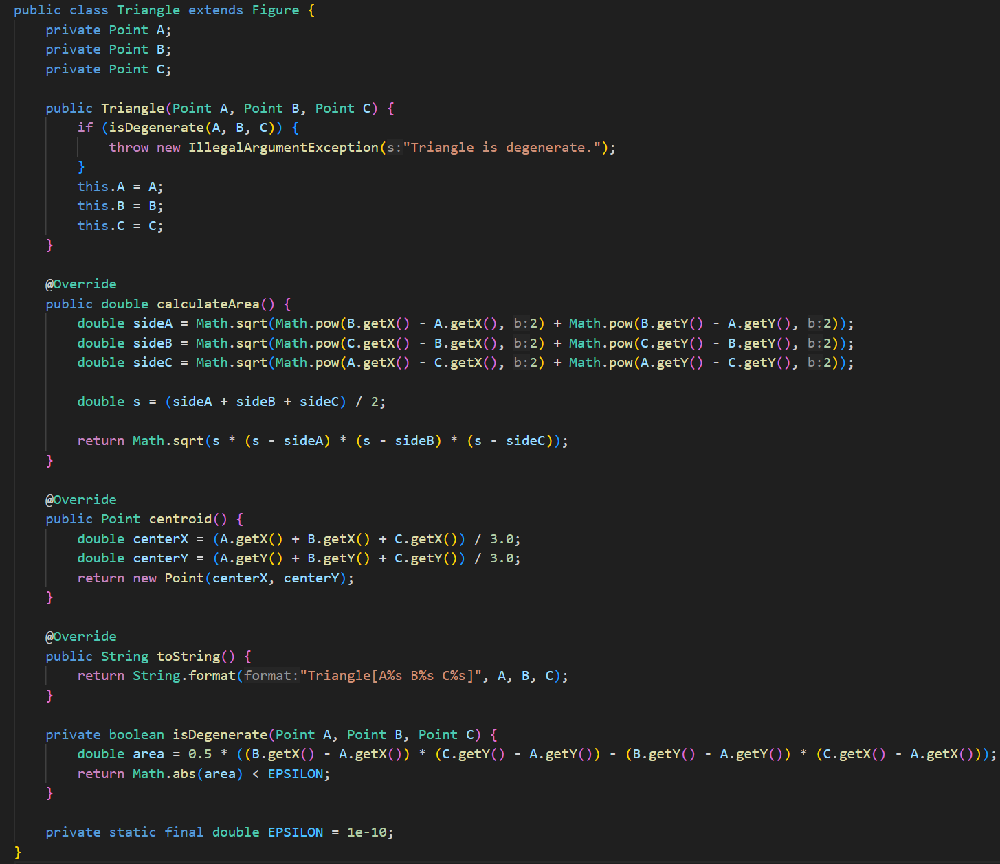 public class Triangle extends Figure {
    private Point A;
    private Point B;
    private Point C;

    public Triangle(Point A, Point B, Point C) {
        if (isDegenerate(A, B, C)) {
            throw new IllegalArgumentException(s:"Triangle is degenerate.");
        }
        this.A = A;
        this.B = B;
        this.C = C;
    }

    @Override
    public double calculateArea() {
        double sideA = Math.sqrt(Math.pow(B.getX() - A.getX(), b:2) + Math.pow(B.getY() - A.getY(), b:2));
        double sideB = Math.sqrt(Math.pow(C.getX() - B.getX(), b:2) + Math.pow(C.getY() - B.getY(), b:2));
        double sideC = Math.sqrt(Math.pow(A.getX() - C.getX(), b:2) + Math.pow(A.getY() - C.getY(), b:2));

        double s = (sideA + sideB + sideC) / 2;

        return Math.sqrt(s * (s - sideA) * (s - sideB) * (s - sideC));
    }

    @Override
    public Point centroid() {
        double centerX = (A.getX() + B.getX() + C.getX()) / 3.0;
        double centerY = (A.getY() + B.getY() + C.getY()) / 3.0;
        return new Point(centerX, centerY);
    }

    @Override
    public String toString() {
        return String.format(format:"Triangle[A%s B%s C%s]", A, B, C);
    }

    private boolean isDegenerate(Point A, Point B, Point C) {
        double area = 0.5 * ((B.getX() - A.getX()) * (C.getY() - A.getY()) - (B.getY() - A.getY()) * (C.getX() - A.getX()));
        return Math.abs(area) < EPSILON;
    }

    private static final double EPSILON = 1e-10;
}